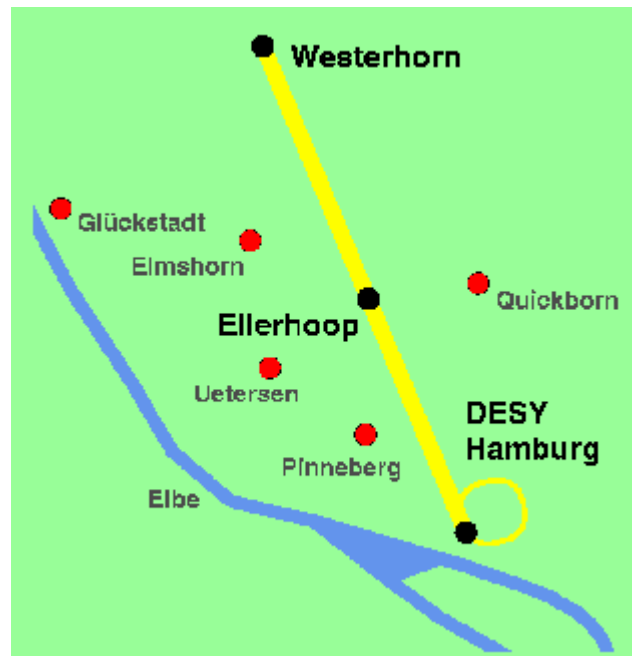 Westerhorn
Glückstadt
Elmshorn
Quickborn
Ellerhoop
Uetersen
DESY
Hamburg
Pinneberg
Elbe